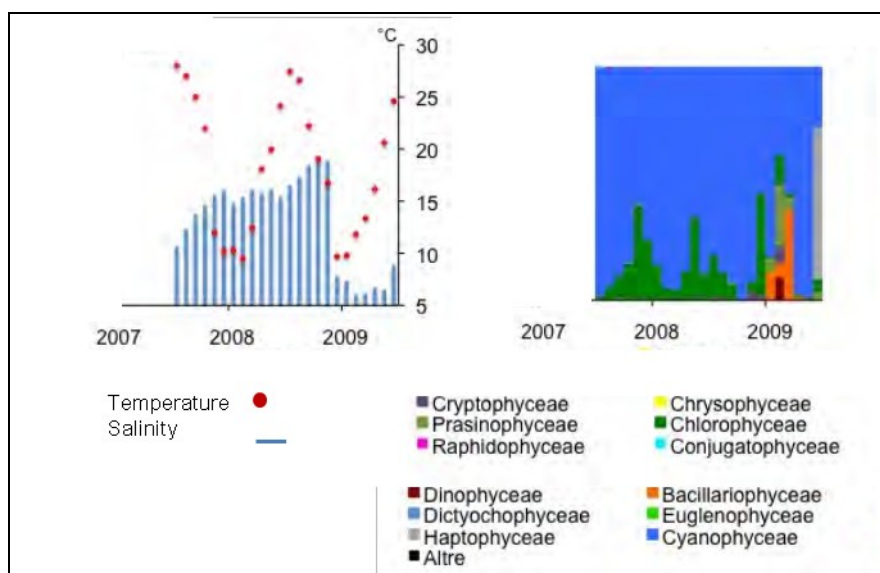 °C
30
25
20
15
10
5
2007 2008 2009
2007 2008 2009
Temperature
Salinity
Cryptophyceae
Prasinophyceae
Raphidophyceae
Chrysophyceae
Chlorophyceae
Conjugatophyceae
Dinophyceae
Dictyochophyceae
Haptophyceae
Altre
Bacillariophyceae
Euglenophyceae
Cyanophyceae